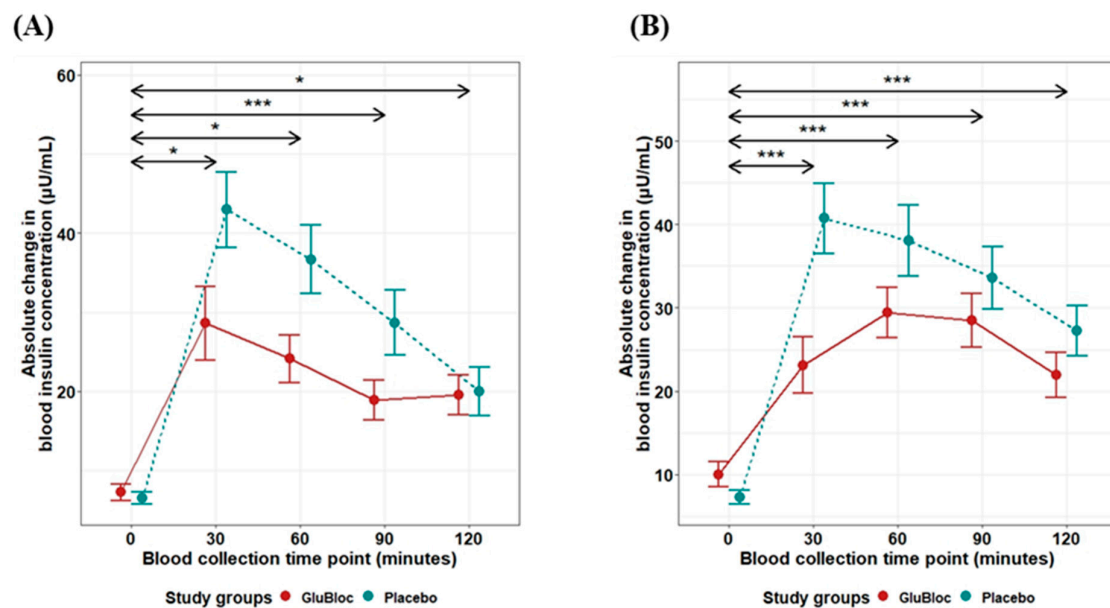 (A)
(B)
Absolute change in
blood insulin concentration (µU/mL)
60
40
20
*
***
*
*
0 30 60 90 120
Blood collection time point (minutes)
Study groups GluBloc Placebo
Absolute change in
blood insulin concentration (µU/mL)
50
40
30
20
10
***
***
***
***
0 30 60 90 120
Blood collection time point (minutes)
Study groups GluBloc Placebo